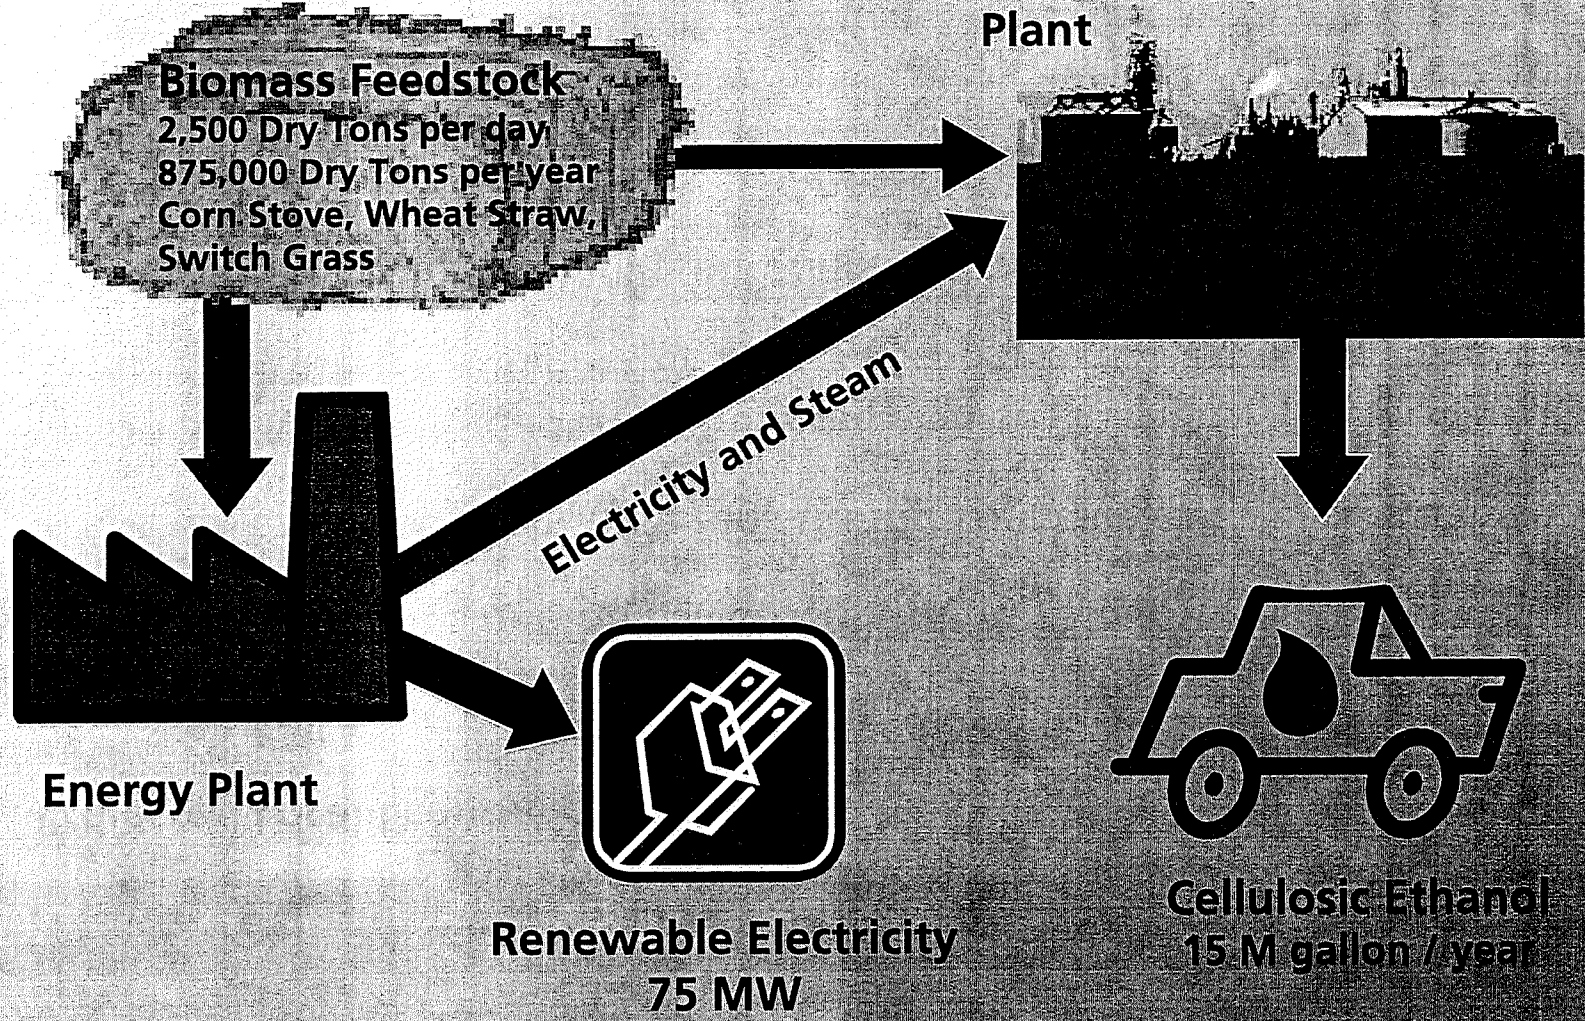 Plant
Biomass Feedstock
2,500 Dry Tons per day
875,000 Dry Tons per year
Corn Stove, Wheat Straw,
Switch Grass
Electricity and Steam
Energy Plant
Renewable Electricity
75 MW
Cellulosic Ethanol
15 M gallon / year